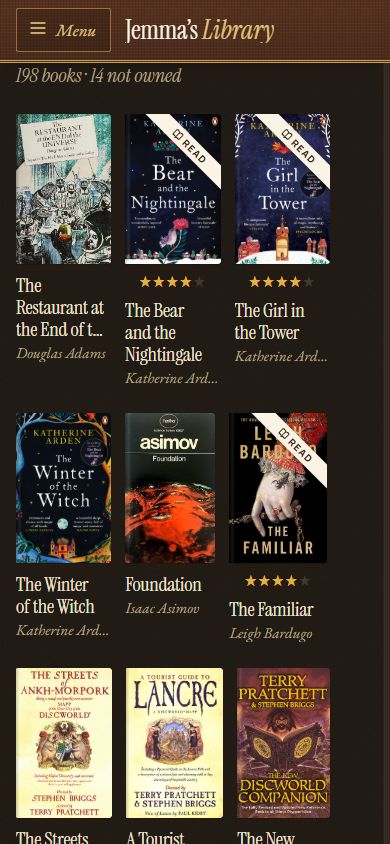 Menu
Jemma's Library
198 books · 14 not owned
The
RESTAURANT
at the END of the
UNIVERSE
Douglas Adams
KATHERINE
ARDEN
READ
The
Bear
and the
Nightingale
KATHERINE
ARDEN
READ
The
Girl
in the
Tower
The
Restaurant at
the End of t...
Douglas Adams
The Bear
and the
Nightingale
Katherine Ard...
The Girl in
the Tower
Katherine Ard...
KATHERINE
ARDEN
The
Winter
of the
Witch
asimov
Foundation
LEIGH
BARDUGO
READ
THE
FAMILIAR
The Winter
of the Witch
Katherine Ard...
Foundation
Isaac Asimov
The Familiar
Leigh Bardugo
THE STREETS
of
ANKH-MORPORK
DISCWORLD
STEPHEN BRIGGS
TERRY PRATCHETT
A TOURIST GUIDE TO
LANCRE
A DISCWORLD MAPP
TERRY PRATCHETT
& STEPHEN BRIGGS
TERRY
PRATCHETT
& STEPHEN BRIGGS
THE NEW
DISCWORLD
COMPANION
The Streets
A Tourist
The New